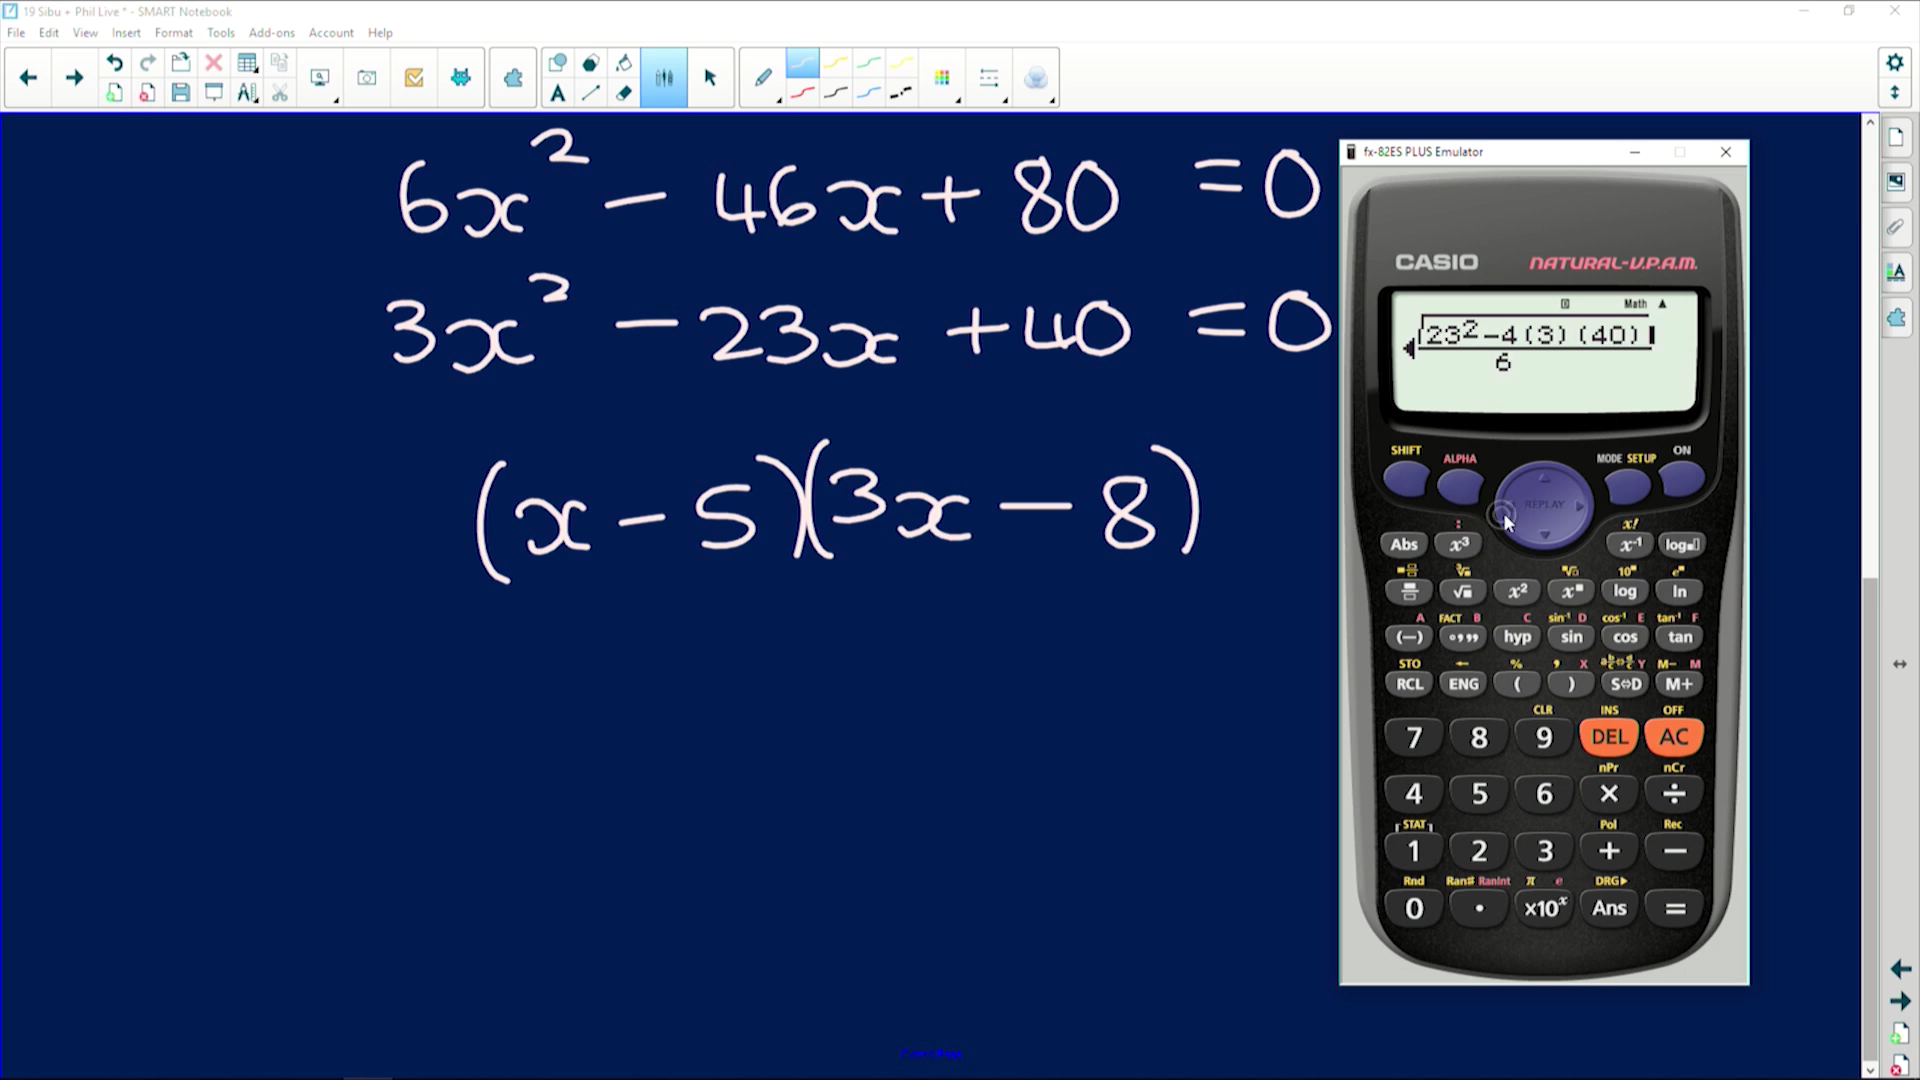 19 Sibu + Phil Live * - SMART Notebook
File Edit View Insert Format Tools Add-ons Account Help
6x² - 46x + 80 = 0
3x² - 23x + 40 = 0
(x - 5)(3x - 8)
fx-82ES PLUS Emulator
CASIO NATURAL-V.P.A.M.
Math
√23²-4(3)(40)
6
SHIFT ALPHA REPLAY MODE SETUP ON
: x!
Abs x³ x⁻¹ log
³√ 10 e
√ x² x log ln
A FACT B C sin⁻¹ D cos⁻¹ E tan⁻¹ F
(−) °,,, hyp sin cos tan
STO ← % , X a b/c⇔d/c Y M− M
RCL ENG ( ) S⇔D M+
CLR INS OFF
7 8 9 DEL AC
nPr nCr
4 5 6 × ÷
STAT Pol Rec
1 2 3 + −
Rnd Ran# RanInt π e DRG▶
0 • ×10ˣ Ans =